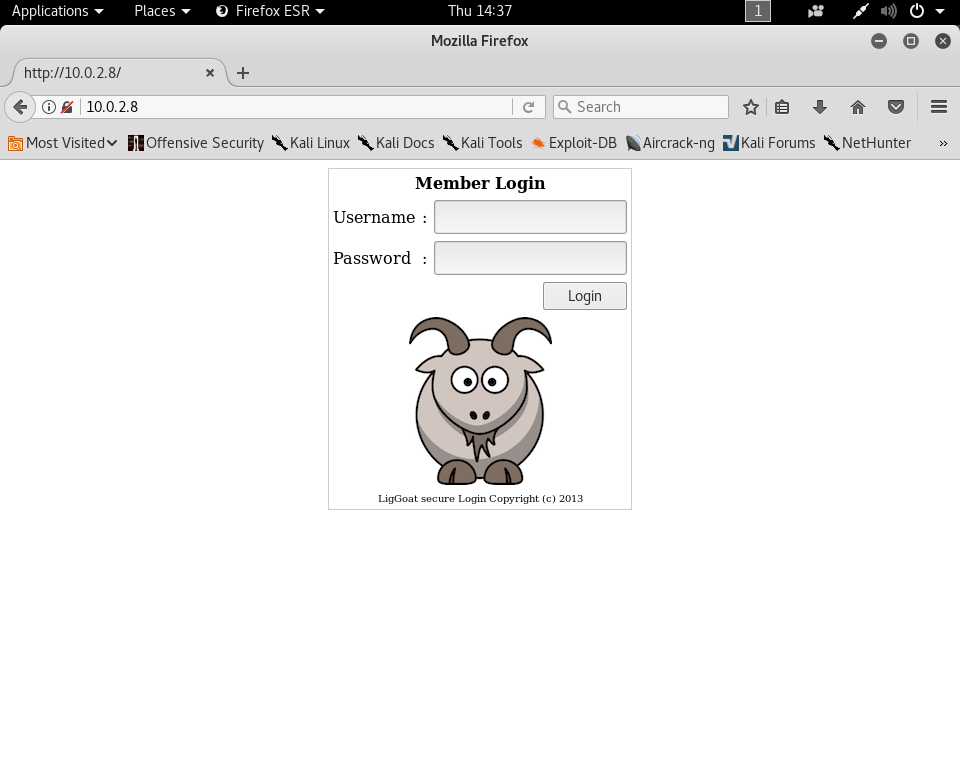 Applications Places Firefox ESR Thu 14:37 1
Mozilla Firefox
http://10.0.2.8/
10.0.2.8 Search
Most Visited Offensive Security Kali Linux Kali Docs Kali Tools Exploit-DB Aircrack-ng Kali Forums NetHunter »
Member Login
Username :
Password :
Login
LigGoat secure Login Copyright (c) 2013